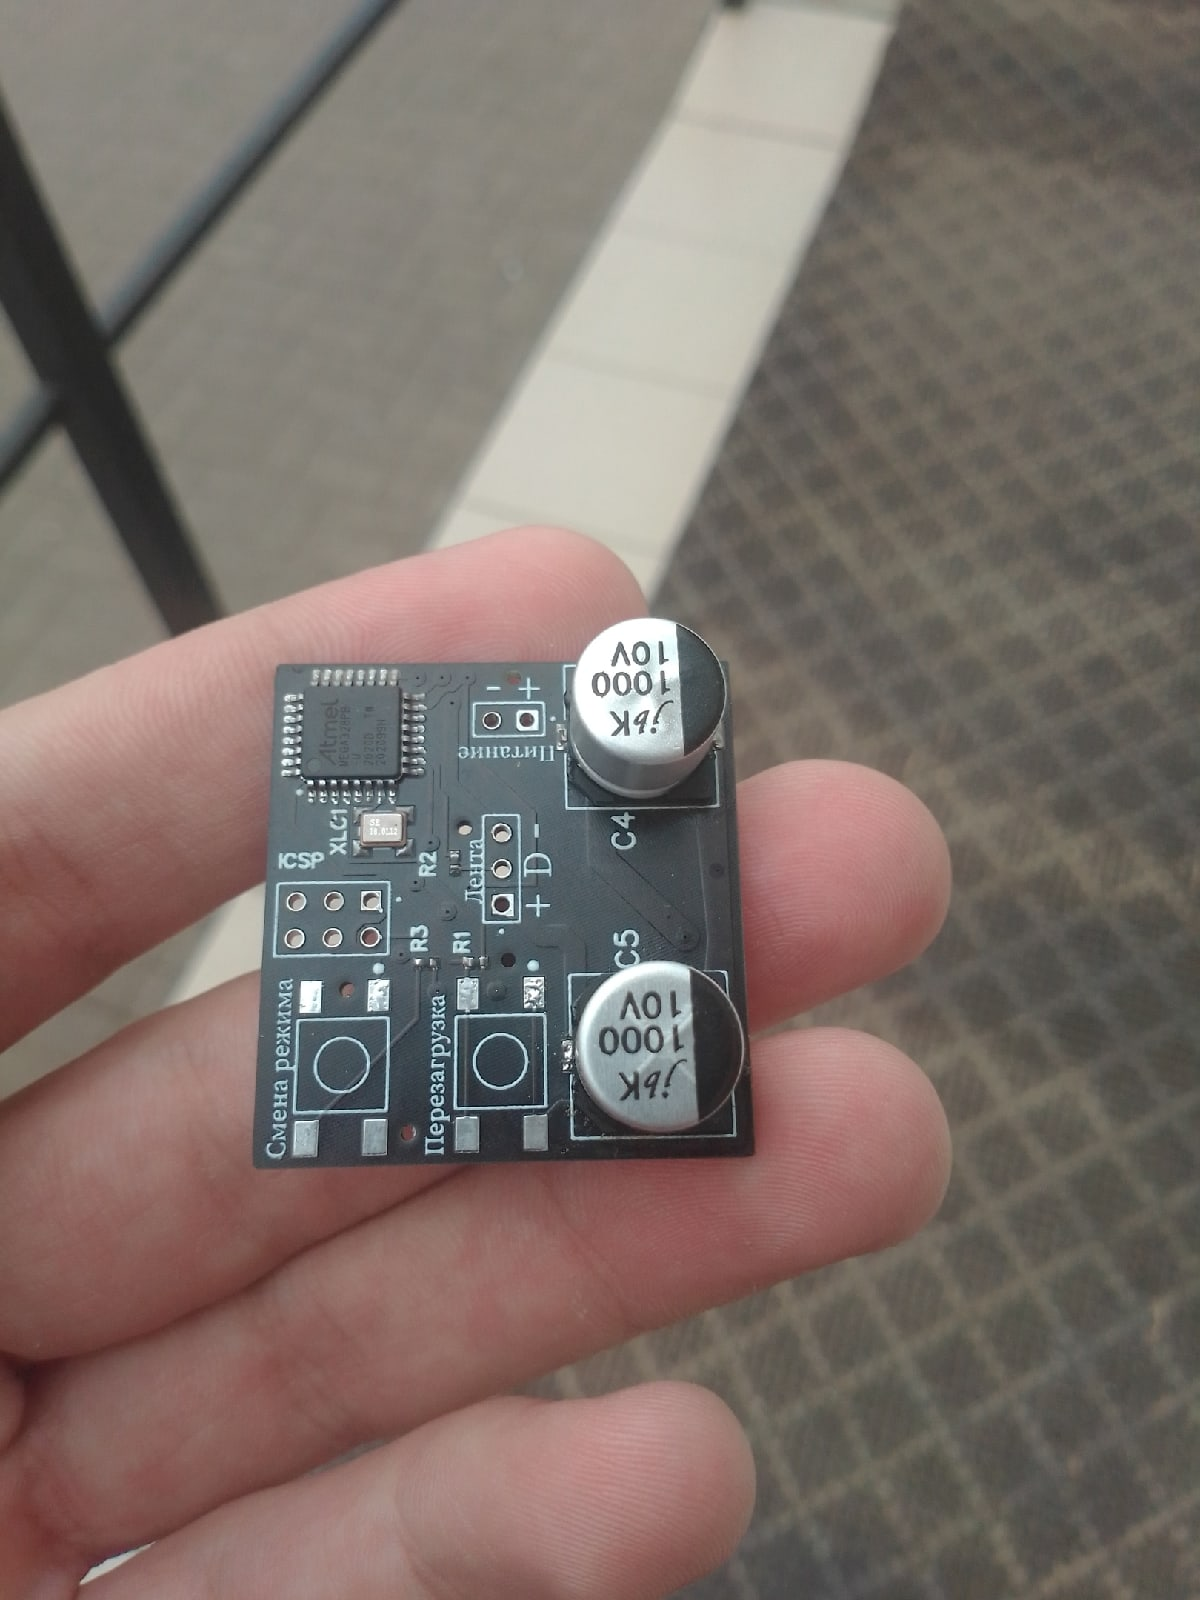 Atmel
MEGA328PB
- +
Питание
10V
1000
jbK
XLC1
ICSP
R2
Лента
- D +
C4
R3
R1
C5
Смена режима
Перезагрузка
10V
1000
jbK